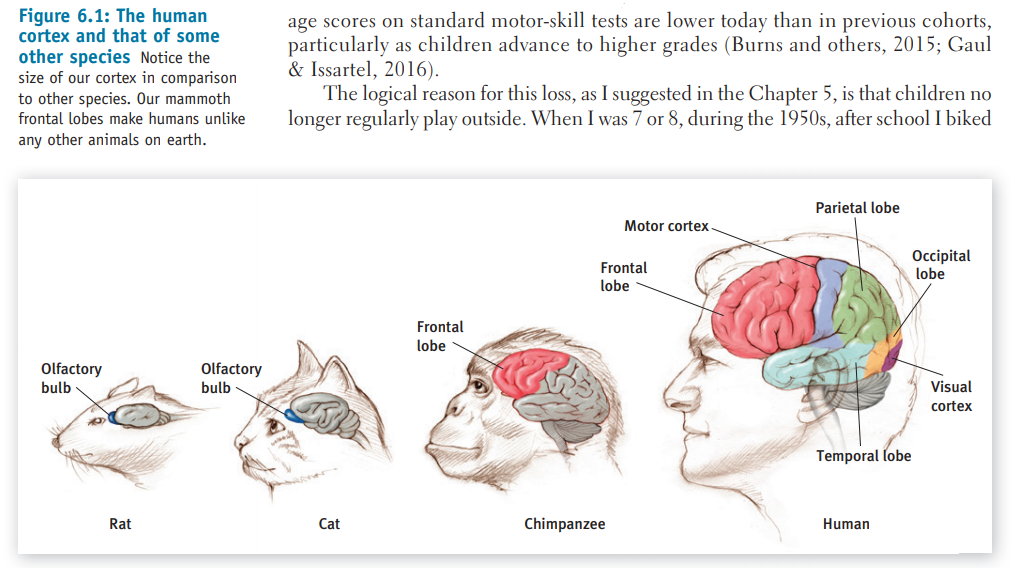 Figure 6.1: The human
cortex and that of some
other species Notice the
size of our cortex in comparison
to other species. Our mammoth
frontal lobes make humans unlike
any other animals on earth.
age scores on standard motor-skill tests are lower today than in previous cohorts,
particularly as children advance to higher grades (Burns and others, 2015; Gaul
& Issartel, 2016).
The logical reason for this loss, as I suggested in the Chapter 5, is that children no
longer regularly play outside. When I was 7 or 8, during the 1950s, after school I biked
Olfactory
bulb
Rat
Olfactory
bulb
Cat
Frontal
lobe
Chimpanzee
Parietal lobe
Motor cortex
Occipital
lobe
Frontal
lobe
Visual
cortex
Temporal lobe
Human